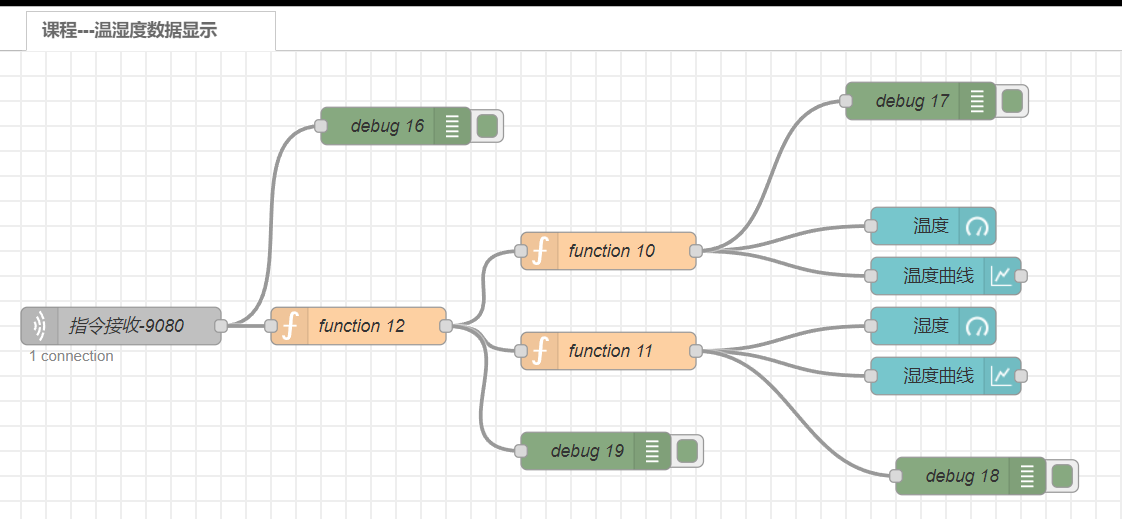 课程---温湿度数据显示
debug 17
debug 16
温度
function 10
温度曲线
指令接收-9080
function 12
湿度
1 connection
function 11
湿度曲线
debug 19
debug 18